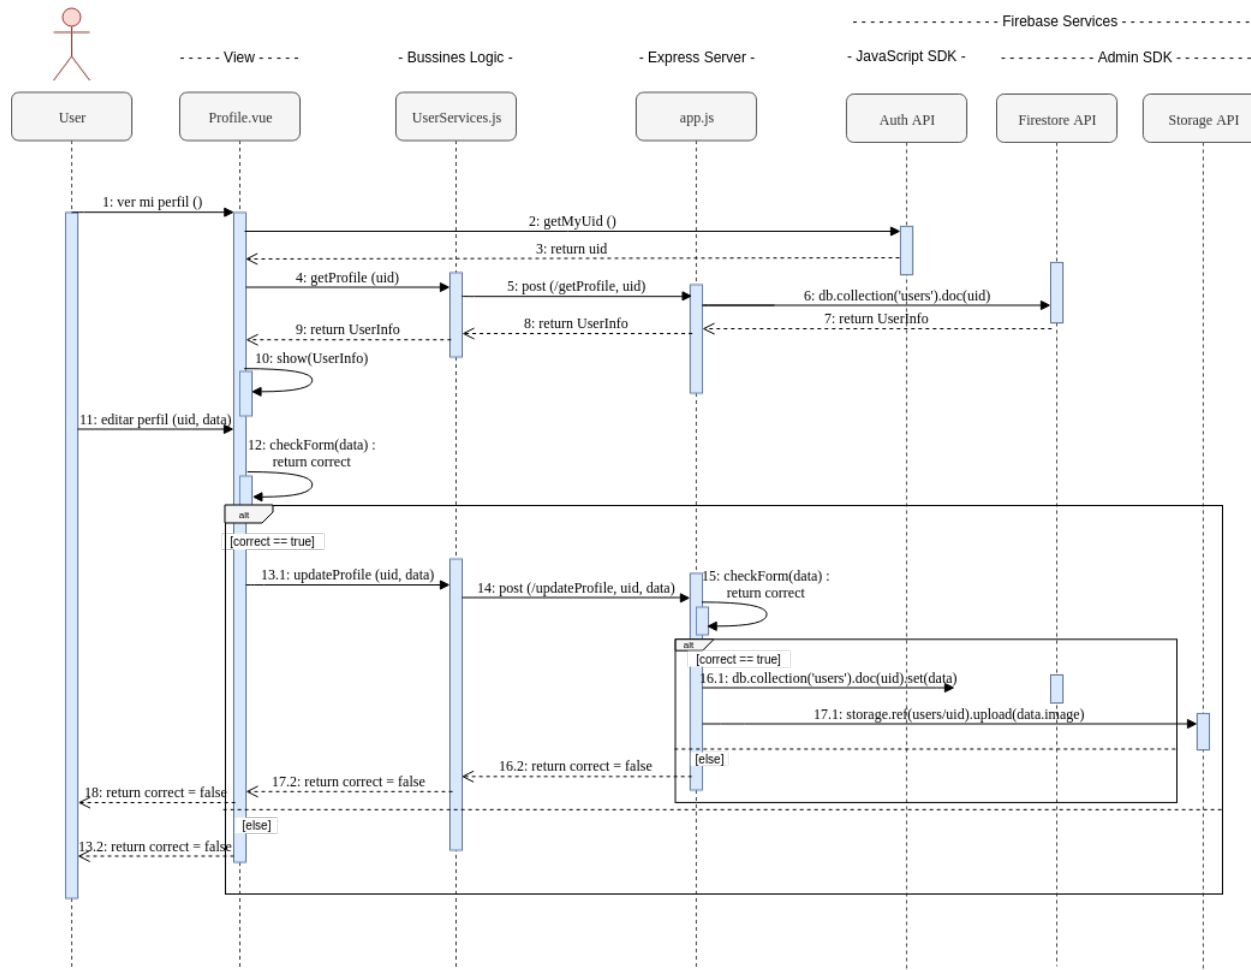 Firebase Services
View
Bussines Logic
Express Server
JavaScript SDK
Admin SDK
User
Profile.vue
UserServices.js
app.js
Auth API
Firestore API
Storage API
1: ver mi perfil ()
2: getMyUid ()
3: return uid
4: getProfile (uid)
5: post (/getProfile, uid)
6: db.collection('users').doc(uid)
7: return UserInfo
8: return UserInfo
9: return UserInfo
10: show(UserInfo)
11: editar perfil (uid, data)
12: checkForm(data) :
return correct
alt
[correct == true]
13.1: updateProfile (uid, data)
14: post (/updateProfile, uid, data)
15: checkForm(data) :
return correct
alt
[correct == true]
16.1: db.collection('users').doc(uid).set(data)
17.1: storage.ref(users/uid).upload(data.image)
[else]
16.2: return correct = false
17.2: return correct = false
18: return correct = false
[else]
13.2: return correct = false